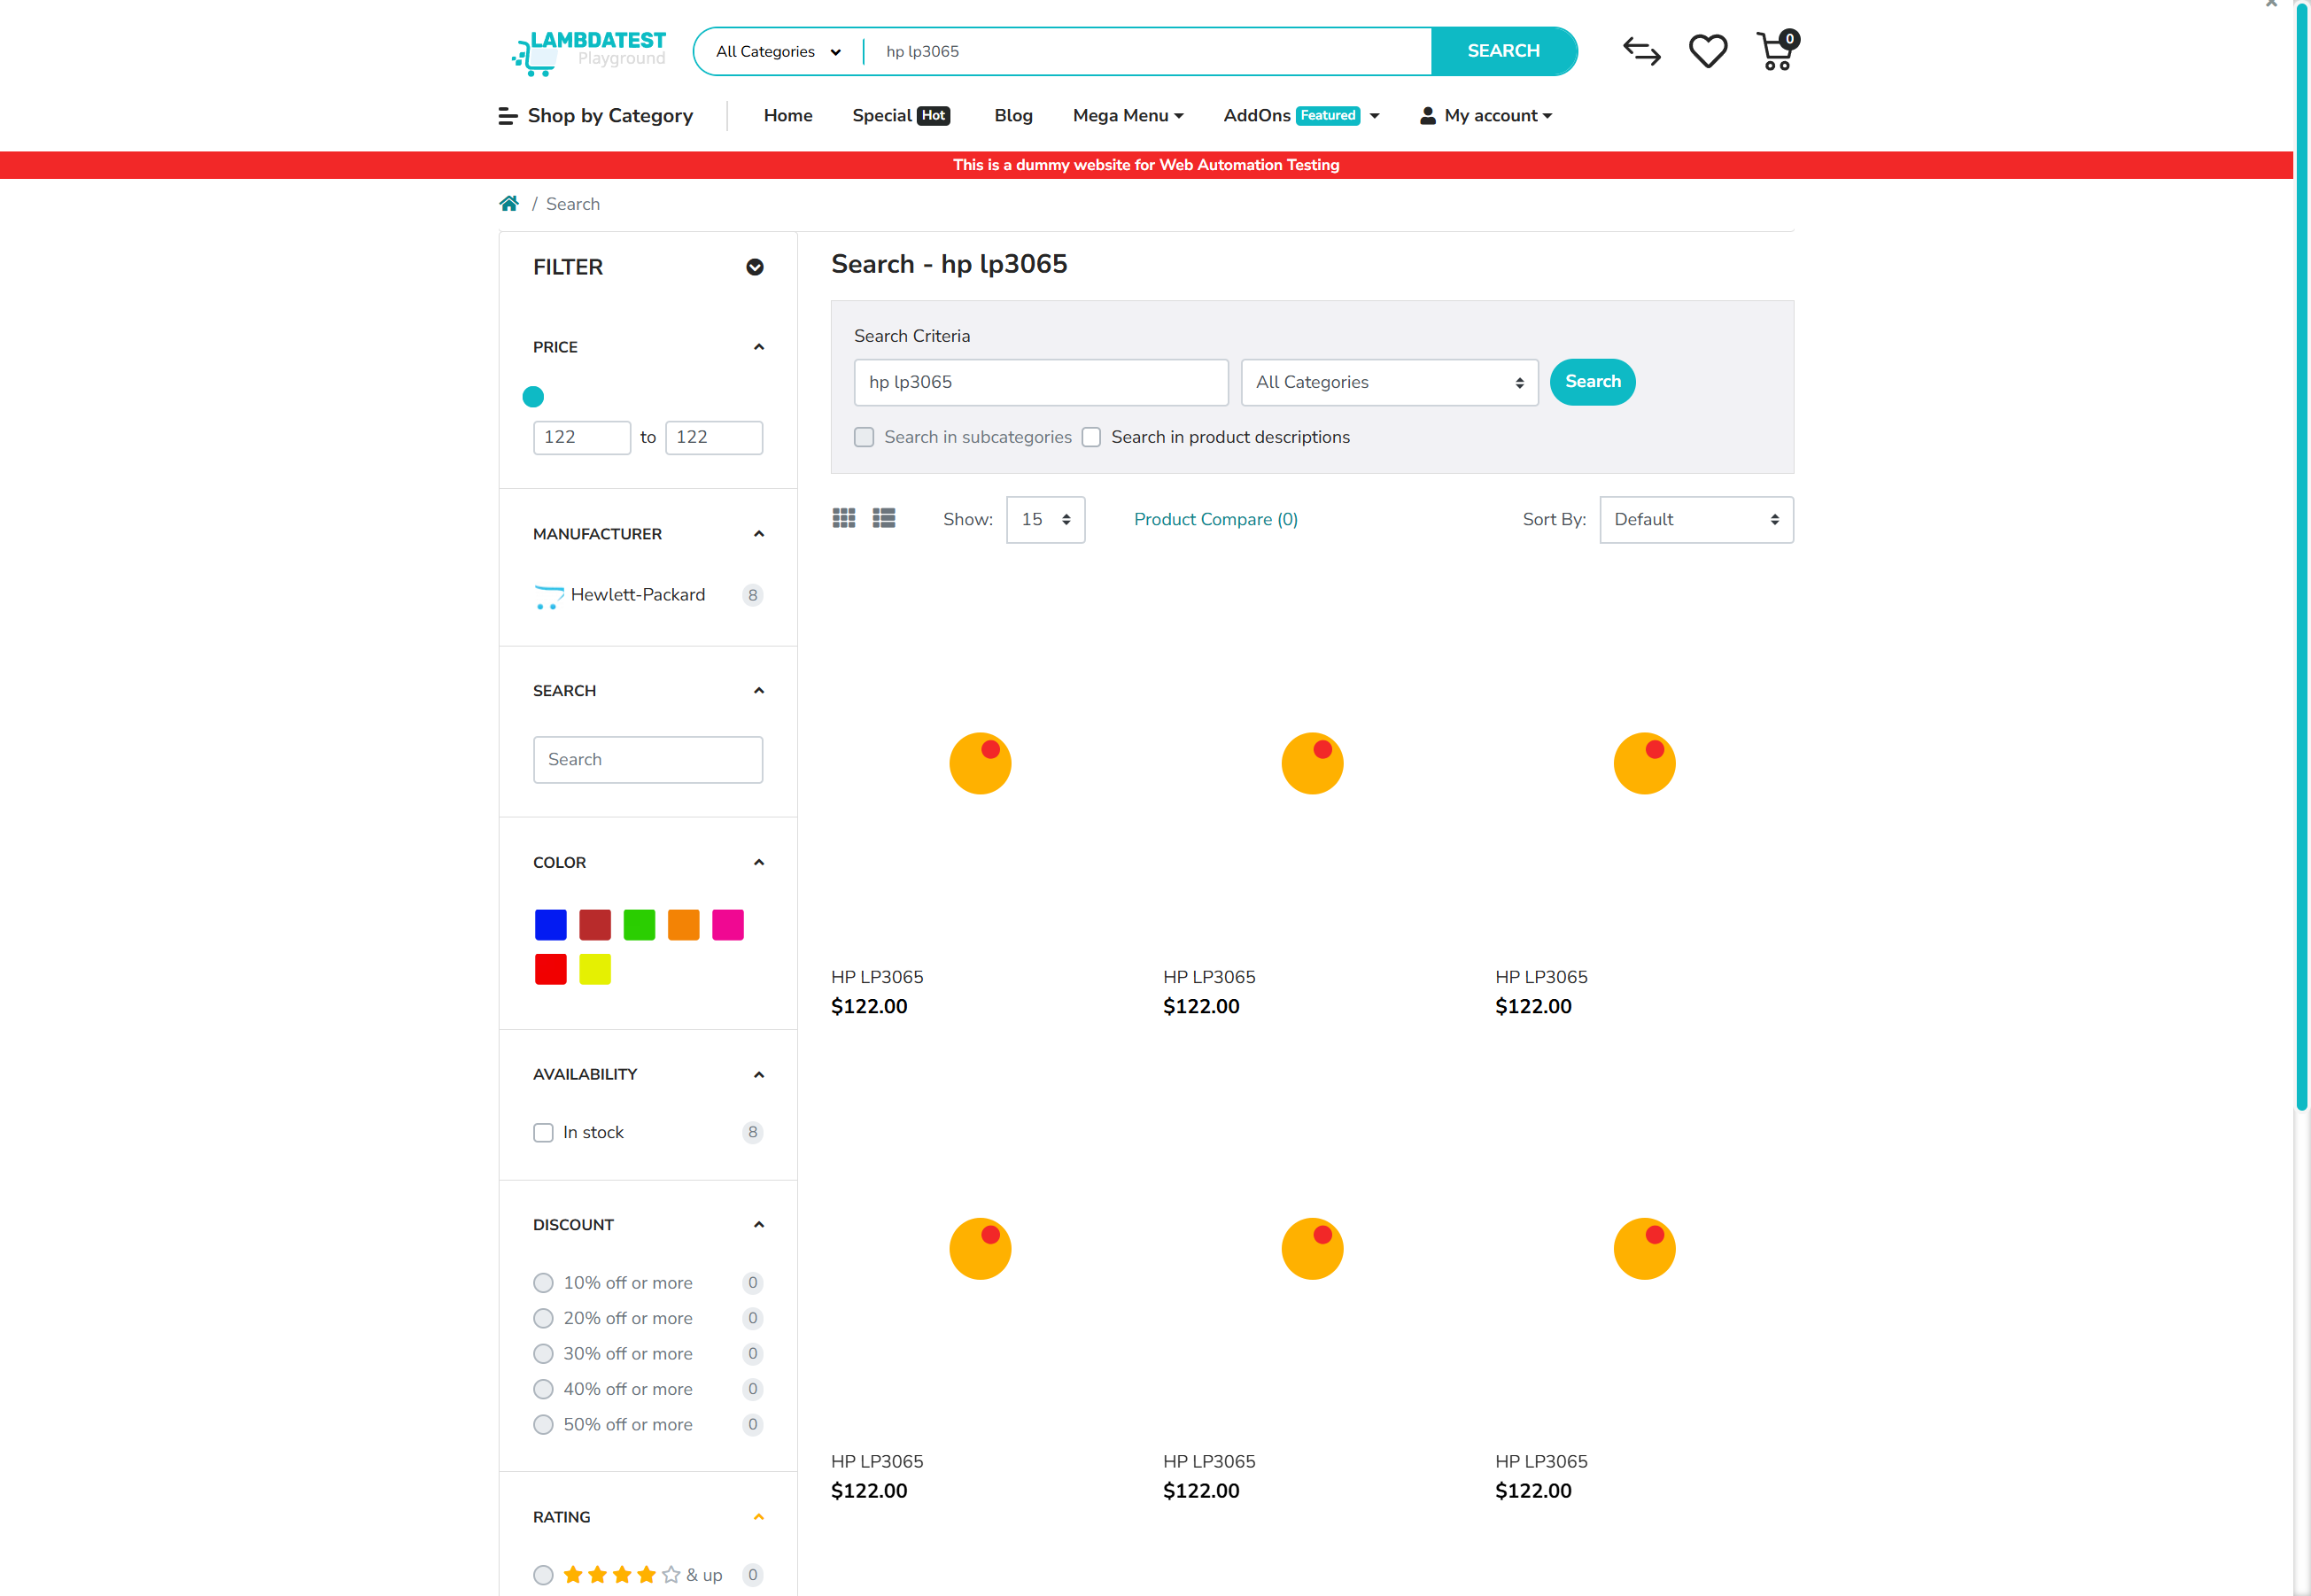 LAMBDATEST
Playground
All Categories hp lp3065 SEARCH 0
Shop by Category Home Special Hot Blog Mega Menu AddOns Featured My account
This is a dummy website for Web Automation Testing
/ Search
FILTER
PRICE
122 to 122
MANUFACTURER
Hewlett-Packard 8
SEARCH
Search
COLOR
AVAILABILITY
In stock 8
DISCOUNT
10% off or more 0
20% off or more 0
30% off or more 0
40% off or more 0
50% off or more 0
RATING
& up 0
Search - hp lp3065
Search Criteria
hp lp3065 All Categories Search
Search in subcategories Search in product descriptions
Show: 15 Product Compare (0) Sort By: Default
HP LP3065 HP LP3065 HP LP3065
$122.00 $122.00 $122.00
HP LP3065 HP LP3065 HP LP3065
$122.00 $122.00 $122.00